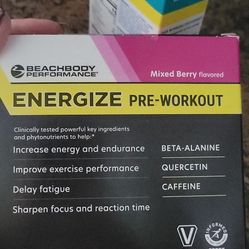 BEACHBODY
PERFORMANCE
Mixed Berry flavored
ENERGIZE PRE-WORKOUT
Clinically tested powerful key ingredients
and phytonutrients to help:*
Increase energy and endurance
Improve exercise performance
Delay fatigue
Sharpen focus and reaction time
BETA-ALANINE
QUERCETIN
CAFFEINE
V
INFORMED